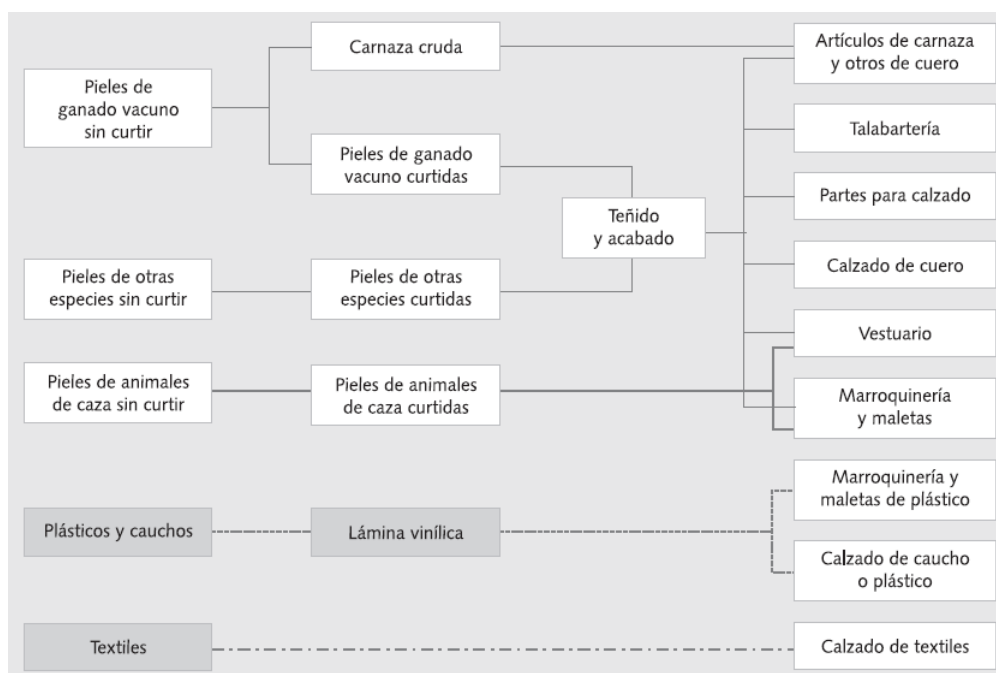 Carnaza cruda
Artículos de carnaza
y otros de cuero
Pieles de
ganado vacuno
sin curtir
Talabartería
Pieles de ganado
vacuno curtidas
Partes para calzado
Teñido
y acabado
Calzado de cuero
Pieles de otras
especies sin curtir
Pieles de otras
especies curtidas
Vestuario
Pieles de animales
de caza sin curtir
Pieles de animales
de caza curtidas
Marroquinería
y maletas
Marroquinería y
maletas de plástico
Plásticos y cauchos
Lámina vinílica
Calzado de caucho
o plástico
Textiles
Calzado de textiles